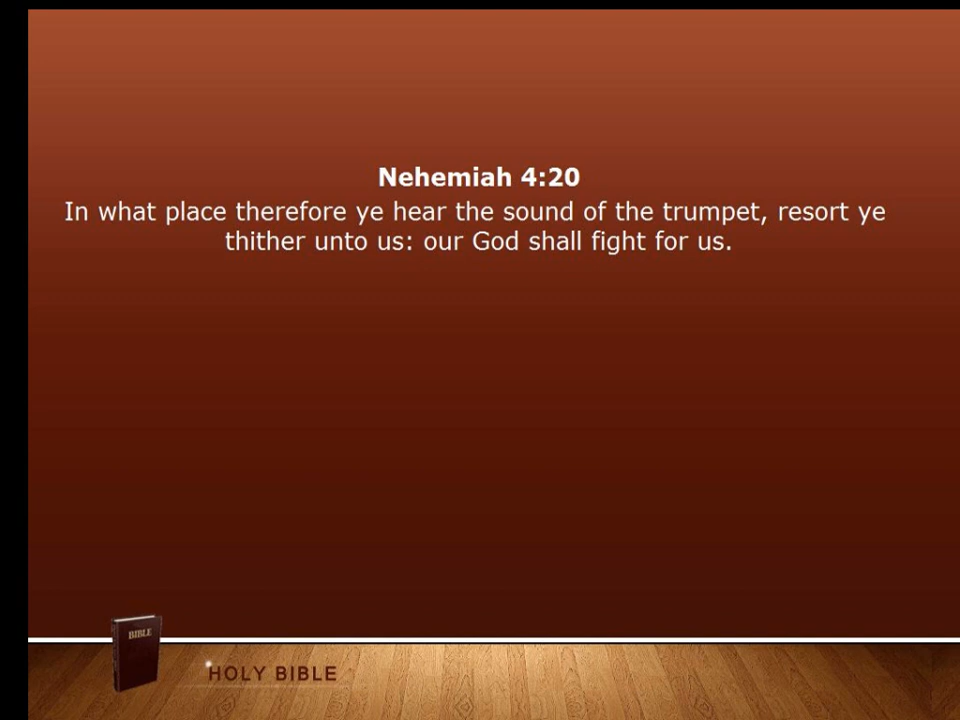 Nehemiah 4:20
In what place therefore ye hear the sound of the trumpet, resort ye
thither unto us: our God shall fight for us.
BIBLE
HOLY BIBLE